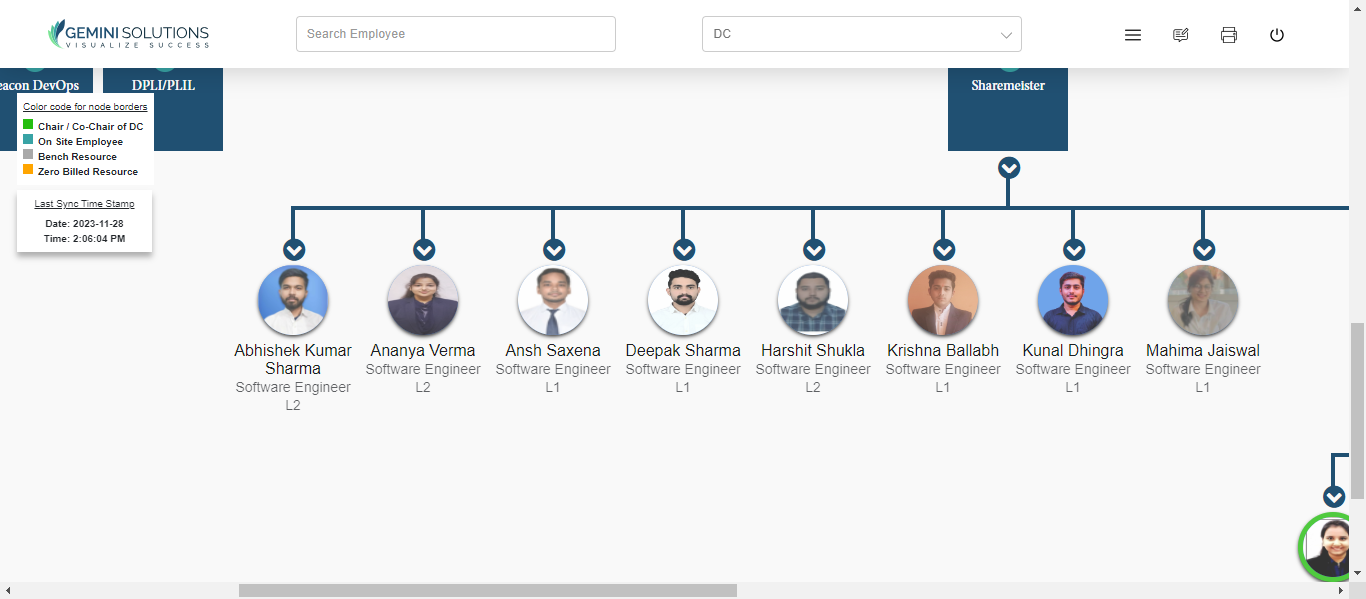 GEMINI SOLUTIONS
VISUALIZE SUCCESS
Search Employee
DC
eacon DevOps
DPLI/PLIL
Sharemeister
Color code for node borders
Chair / Co-Chair of DC
On Site Employee
Bench Resource
Zero Billed Resource
Last Sync Time Stamp
Date: 2023-11-28
Time: 2:06:04 PM
Abhishek Kumar
Sharma
Software Engineer
L2
Ananya Verma
Software Engineer
L2
Ansh Saxena
Software Engineer
L1
Deepak Sharma
Software Engineer
L1
Harshit Shukla
Software Engineer
L2
Krishna Ballabh
Software Engineer
L1
Kunal Dhingra
Software Engineer
L1
Mahima Jaiswal
Software Engineer
L1